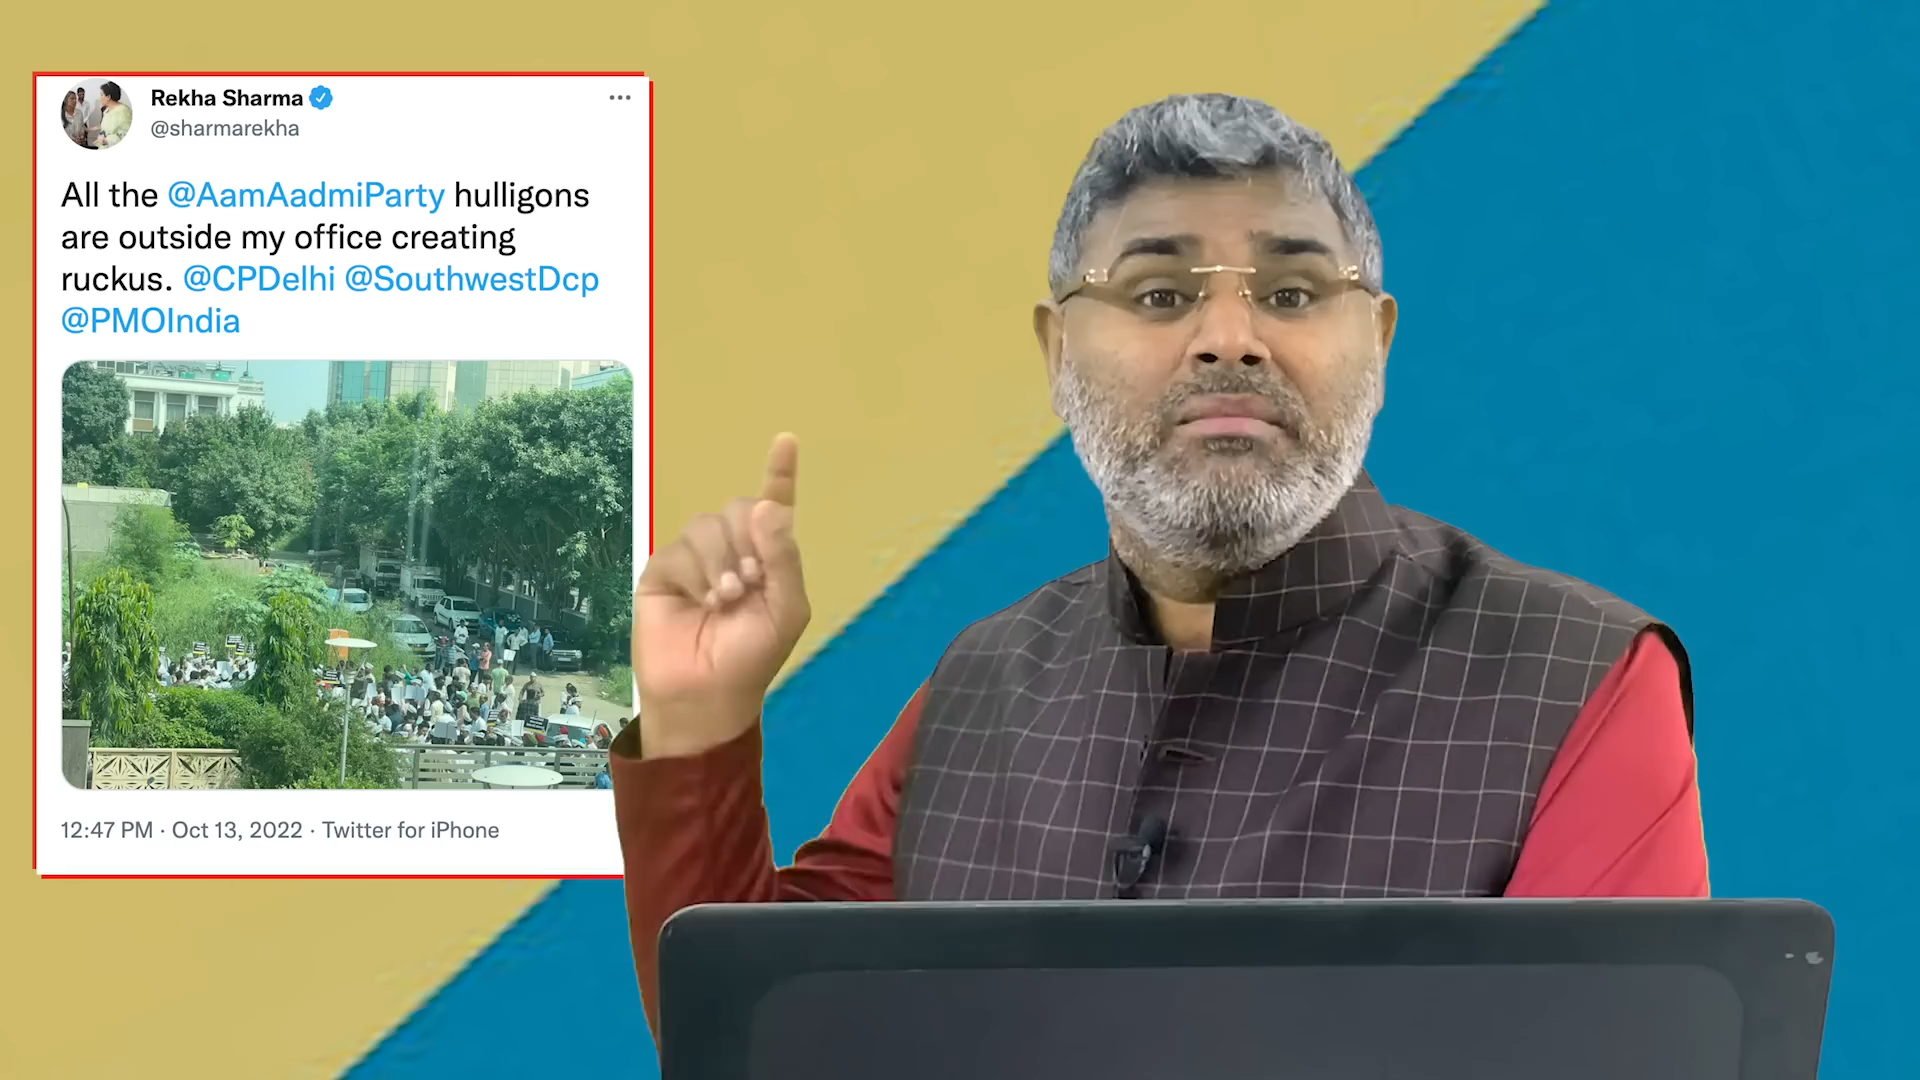 Rekha Sharma
@sharmarekha
All the @AamAadmiParty hulligons
are outside my office creating
ruckus. @CPDelhi @SouthwestDcp
@PMOIndia
12:47 PM · Oct 13, 2022 · Twitter for iPhone